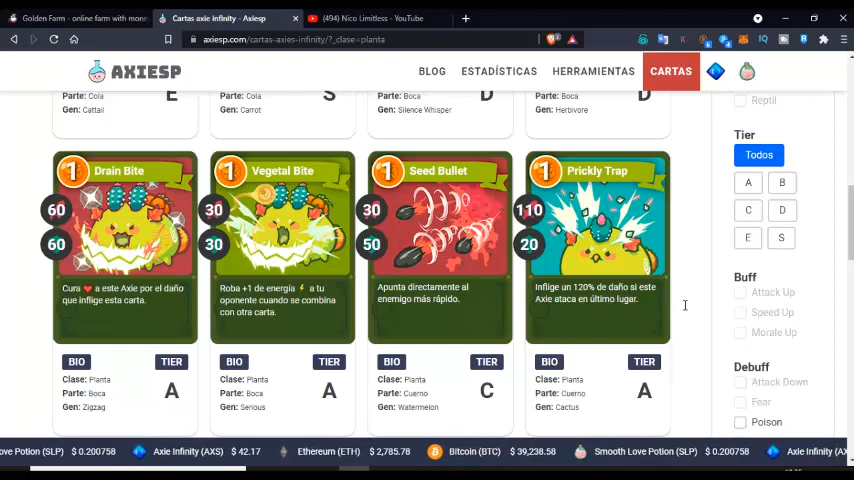 Golden Farm - online farm with mone
Cartas axie infinity - Axiesp
(494) Nico Limitless - YouTube
axiesp.com/cartas-axies-infinity/?_clase=planta
AXIESP
BLOG ESTADÍSTICAS HERRAMIENTAS CARTAS
Parte: Cola
Gen: Cattail
E
Parte: Cola
Gen: Carrot
S
Parte: Boca
Gen: Silence Whisper
D
Parte: Boca
Gen: Herbivore
D
1 Drain Bite
60
60
Cura a este Axie por el daño
que inflige esta carta.
BIO TIER
Clase: Planta
Parte: Boca
Gen: Zigzag
A
1 Vegetal Bite
30
30
Roba +1 de energía a tu
oponente cuando se combina
con otra carta.
BIO TIER
Clase: Planta
Parte: Boca
Gen: Serious
A
1 Seed Bullet
30
50
Apunta directamente al
enemigo más rápido.
BIO TIER
Clase: Planta
Parte: Cuerno
Gen: Watermelon
C
1 Prickly Trap
110
20
Inflige un 120% de daño si este
Axie ataca en último lugar.
BIO TIER
Clase: Planta
Parte: Cuerno
Gen: Cactus
A
Reptil
Tier
Todos
A B
C D
E S
Buff
Attack Up
Speed Up
Morale Up
Debuff
Attack Down
Fear
Poison
ove Potion (SLP) $ 0.200758 Axie Infinity (AXS) $ 42.17 Ethereum (ETH) $ 2,785.78 Bitcoin (BTC) $ 39,238.58 Smooth Love Potion (SLP) $ 0.200758 Axie Infinity (AX